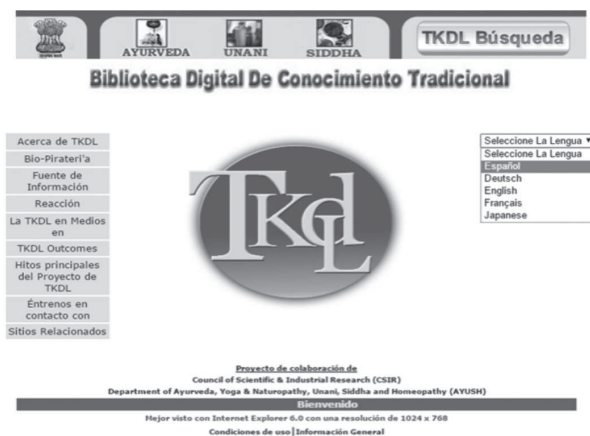 AYURVEDA
UNANI
SIDDHA
TKDL Búsqueda
Biblioteca Digital De Conocimiento Tradicional
Acerca de TKDL
Bio-Pirateri'a
Fuente de
Información
Reacción
La TKDL en Medios
en
TKDL Outcomes
Hitos principales
del Proyecto de
TKDL
Éntrenos en
contacto con
Sitios Relacionados
TKdL
Seleccione La Lengua
Seleccione La Lengua
Español
Deutsch
English
Français
Japanese
Proyecto de colaboración de
Council of Scientific & Industrial Research (CSIR)
Department of Ayurveda, Yoga & Naturopathy, Unani, Siddha and Homeopathy (AYUSH)
Bienvenido
Mejor visto con Internet Explorer 6.0 con una resolución de 1024 x 768
Condiciones de uso|Información General